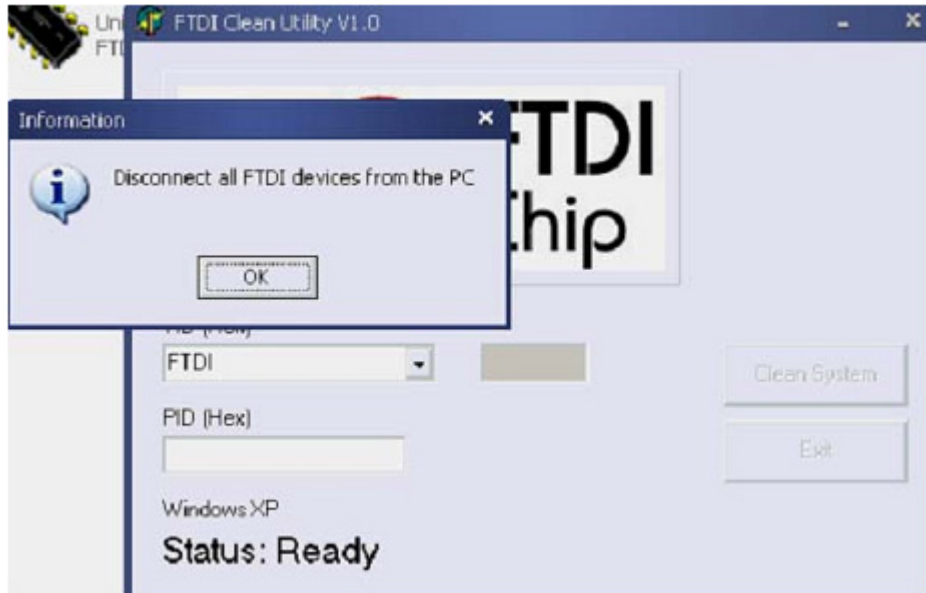 FTDI Clean Utility V1.0
Information
Disconnect all FTDI devices from the PC
OK
FTDI
Chip
FTDI
Clean System
PID (Hex)
Exit
Windows XP
Status: Ready